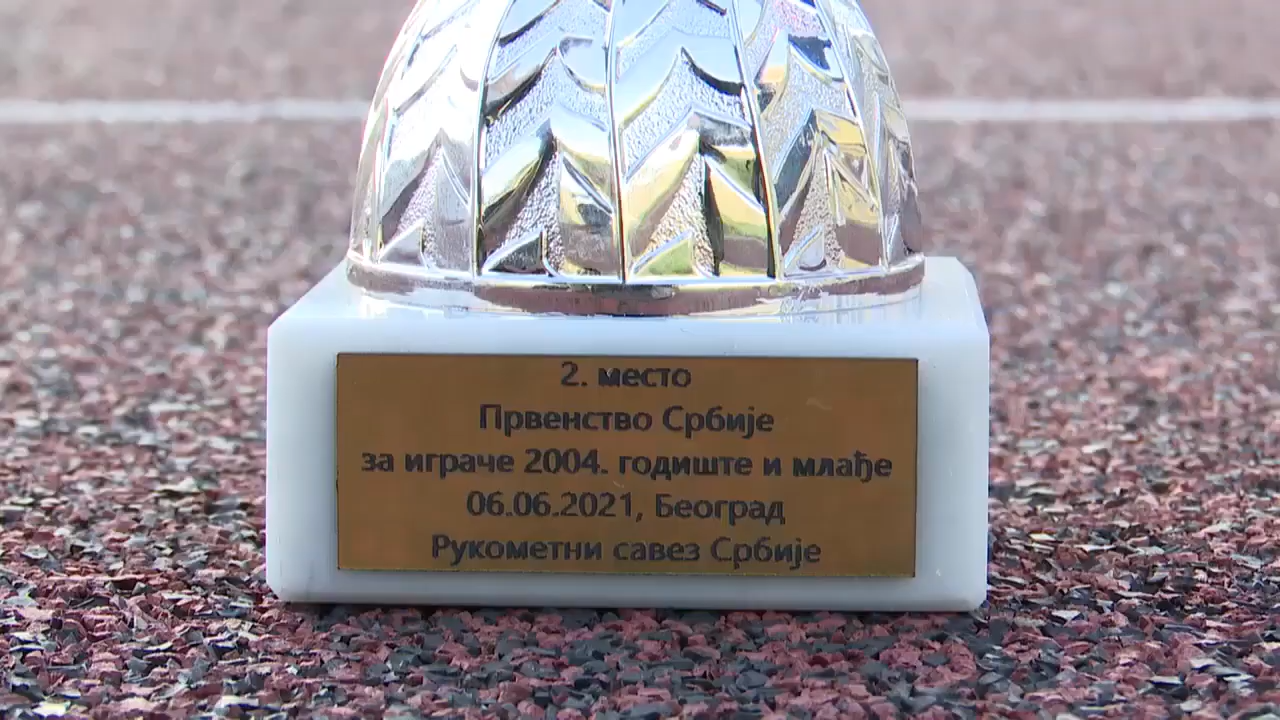 2. место
Првенство Србије
за играче 2004. годиште и млађе
06.06.2021, Београд
Рукометни савез Србије